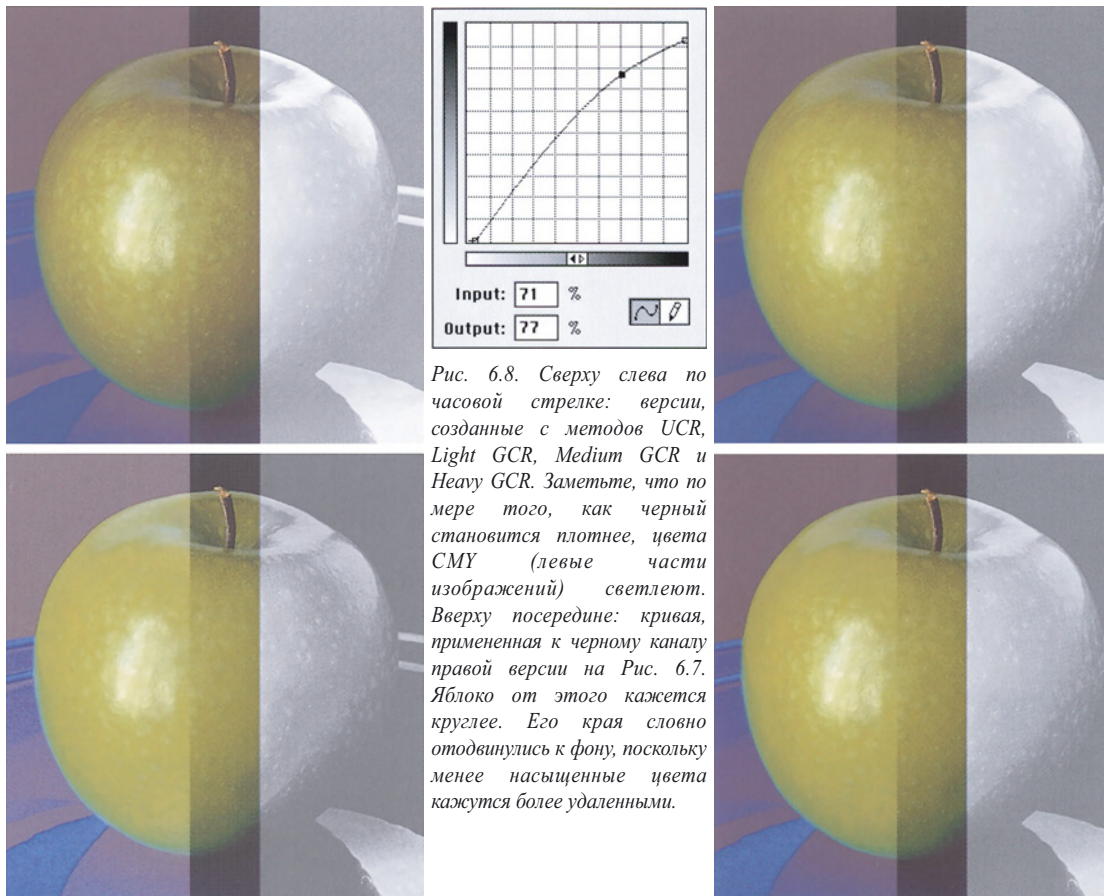 Input: 71 %
Output: 77 %
Рис. 6.8. Сверху слева по
часовой стрелке: версии,
созданные с методов UCR,
Light GCR, Medium GCR и
Heavy GCR. Заметьте, что по
мере того, как черный
становится плотнее, цвета
CMY (левые части
изображений) светлеют.
Вверху посередине: кривая,
примененная к черному каналу
правой версии на Рис. 6.7.
Яблоко от этого кажется
круглее. Его края словно
отодвинулись к фону, поскольку
менее насыщенные цвета
кажутся более удаленными.